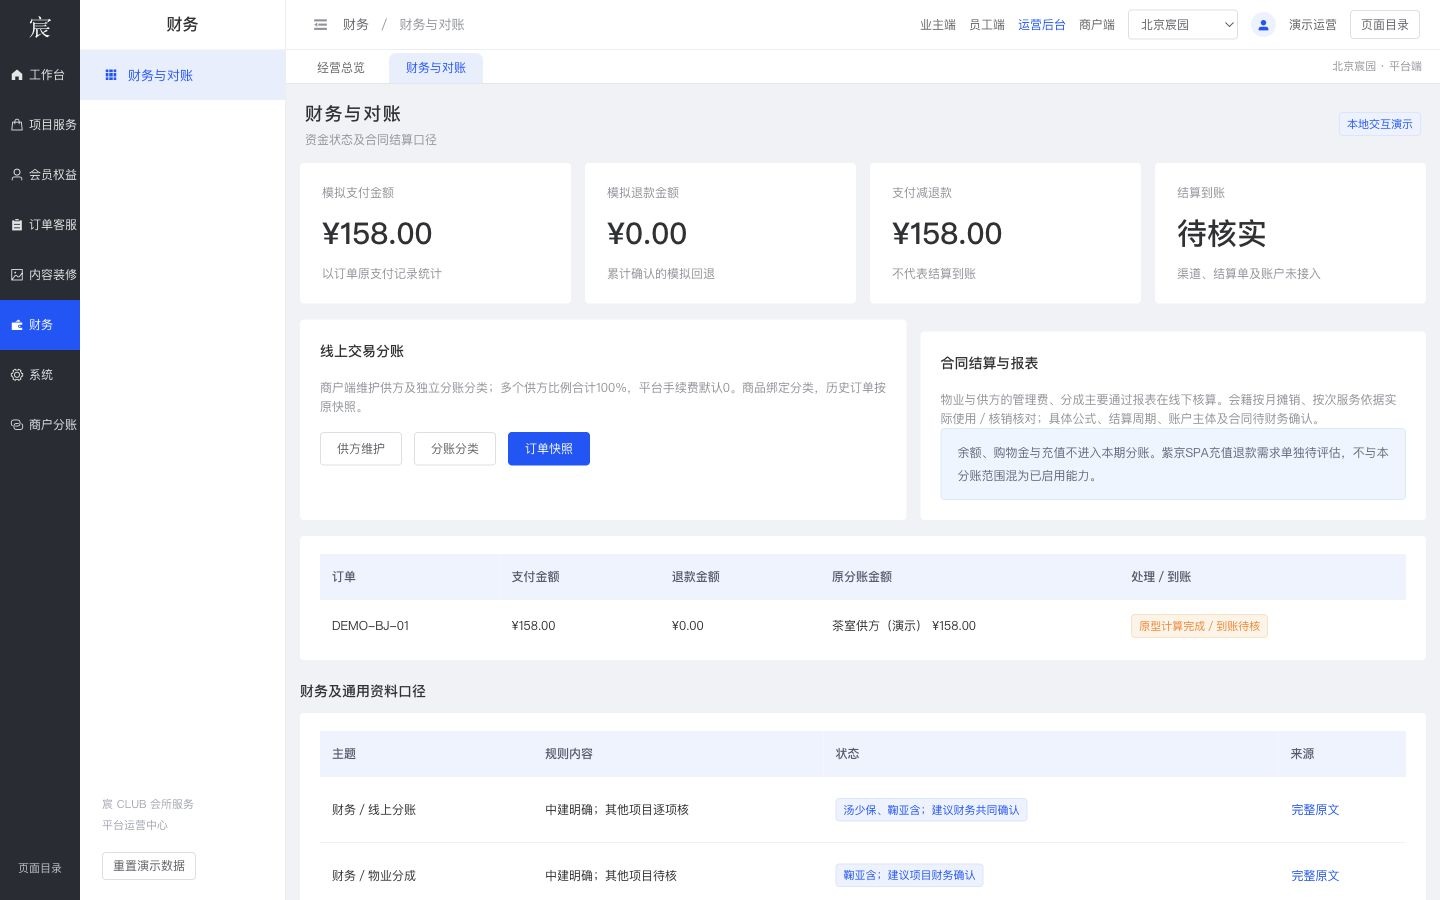 宸
工作台
项目服务
会员权益
订单客服
内容装修
财务
系统
商户分账
页面目录
财务
财务与对账
宸 CLUB 会所服务
平台运营中心
重置演示数据
财务 / 财务与对账
业主端 员工端 运营后台 商户端 北京宸园 演示运营 页面目录
经营总览 财务与对账 北京宸园 · 平台端
财务与对账
资金状态及合同结算口径
本地交互演示
模拟支付金额
¥158.00
以订单原支付记录统计
模拟退款金额
¥0.00
累计确认的模拟回退
支付减退款
¥158.00
不代表结算到账
结算到账
待核实
渠道、结算单及账户未接入
线上交易分账
商户端维护供方及独立分账分类；多个供方比例合计100%，平台手续费默认0。商品绑定分类，历史订单按
原快照。
供方维护 分账分类 订单快照
合同结算与报表
物业与供方的管理费、分成主要通过报表在线下核算。会籍按月摊销、按次服务依据实
际使用 / 核销核对；具体公式、结算周期、账户主体及合同待财务确认。
余额、购物金与充值不进入本期分账。紫京SPA充值退款需求单独待评估，不与本
分账范围混为已启用能力。
订单 支付金额 退款金额 原分账金额 处理 / 到账
DEMO-BJ-01 ¥158.00 ¥0.00 茶室供方（演示） ¥158.00 原型计算完成 / 到账待核
财务及通用资料口径
主题 规则内容 状态 来源
财务 / 线上分账 中建明确；其他项目逐项核 汤少保、鞠亚含；建议财务共同确认 完整原文
财务 / 物业分成 中建明确；其他项目待核 鞠亚含；建议项目财务确认 完整原文